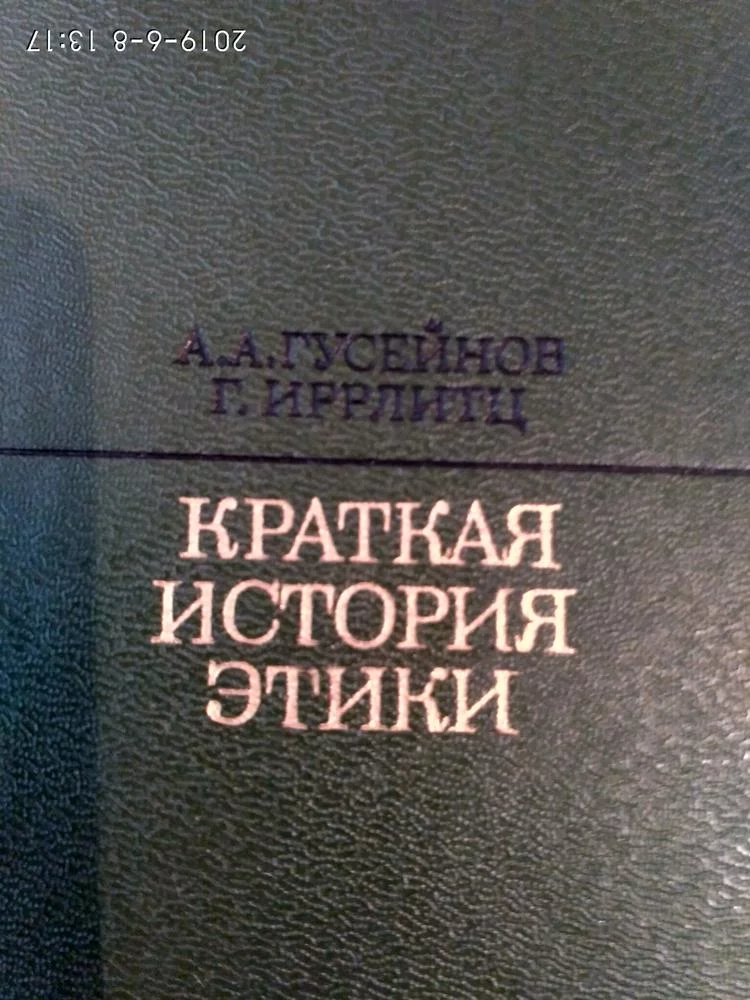 2019-6-8 13:17
А.А.ГУСЕЙНОВ
Г. ИРРЛИТЦ
КРАТКАЯ
ИСТОРИЯ
ЭТИКИ